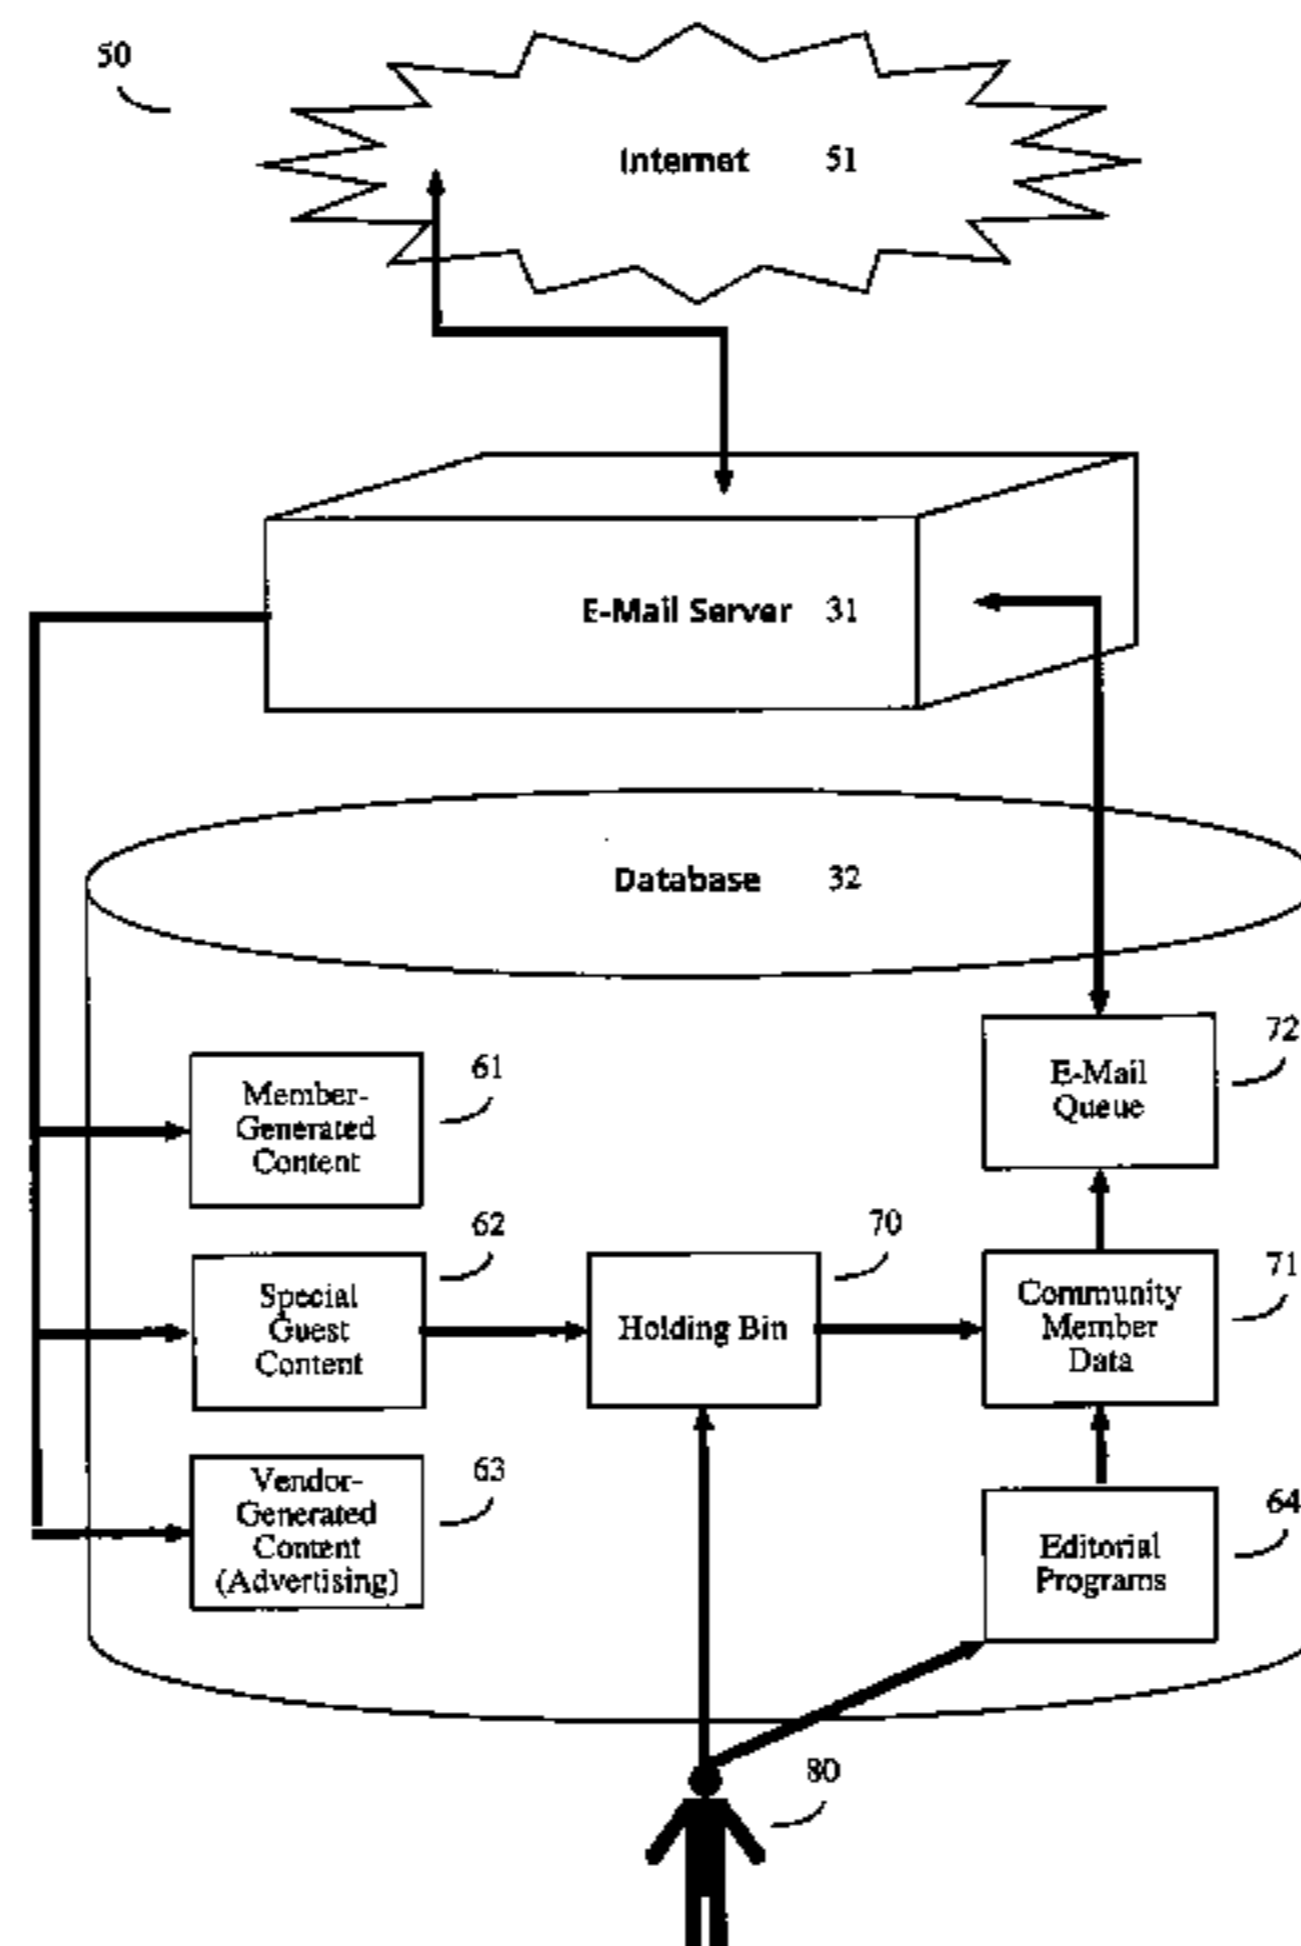 50
Internet 51
E-Mail Server 31
Database 32
72
E-Mail
Queue
61
Member-
Generated
Content
62
Special
Guest
Content
70
Holding Bin
71
Community
Member
Data
63
Vendor-
Generated
Content
(Advertising)
64
Editorial
Programs
80